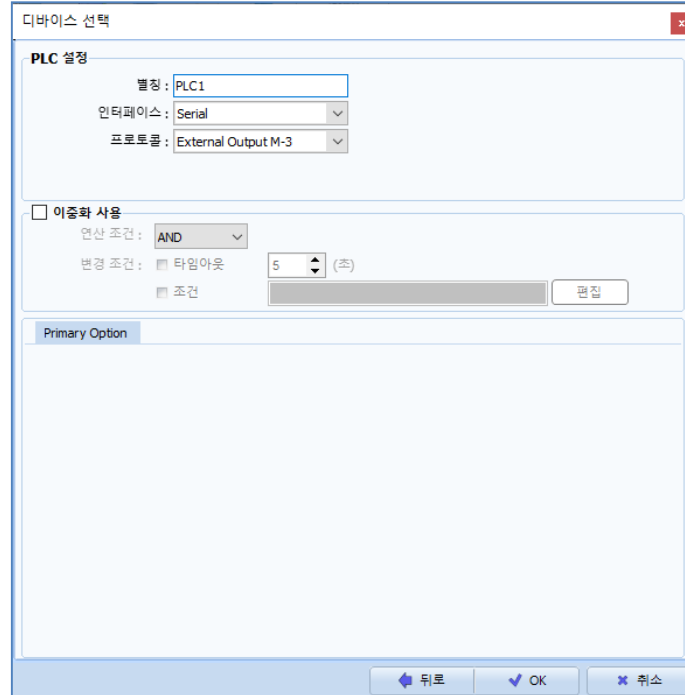 디바이스 선택
PLC 설정
별칭 : PLC1
인터페이스 : Serial
프로토콜 : External Output M-3
이중화 사용
연산 조건 : AND
변경 조건 : 타임아웃 5 (초)
조건 편집
Primary Option
뒤로 OK 취소